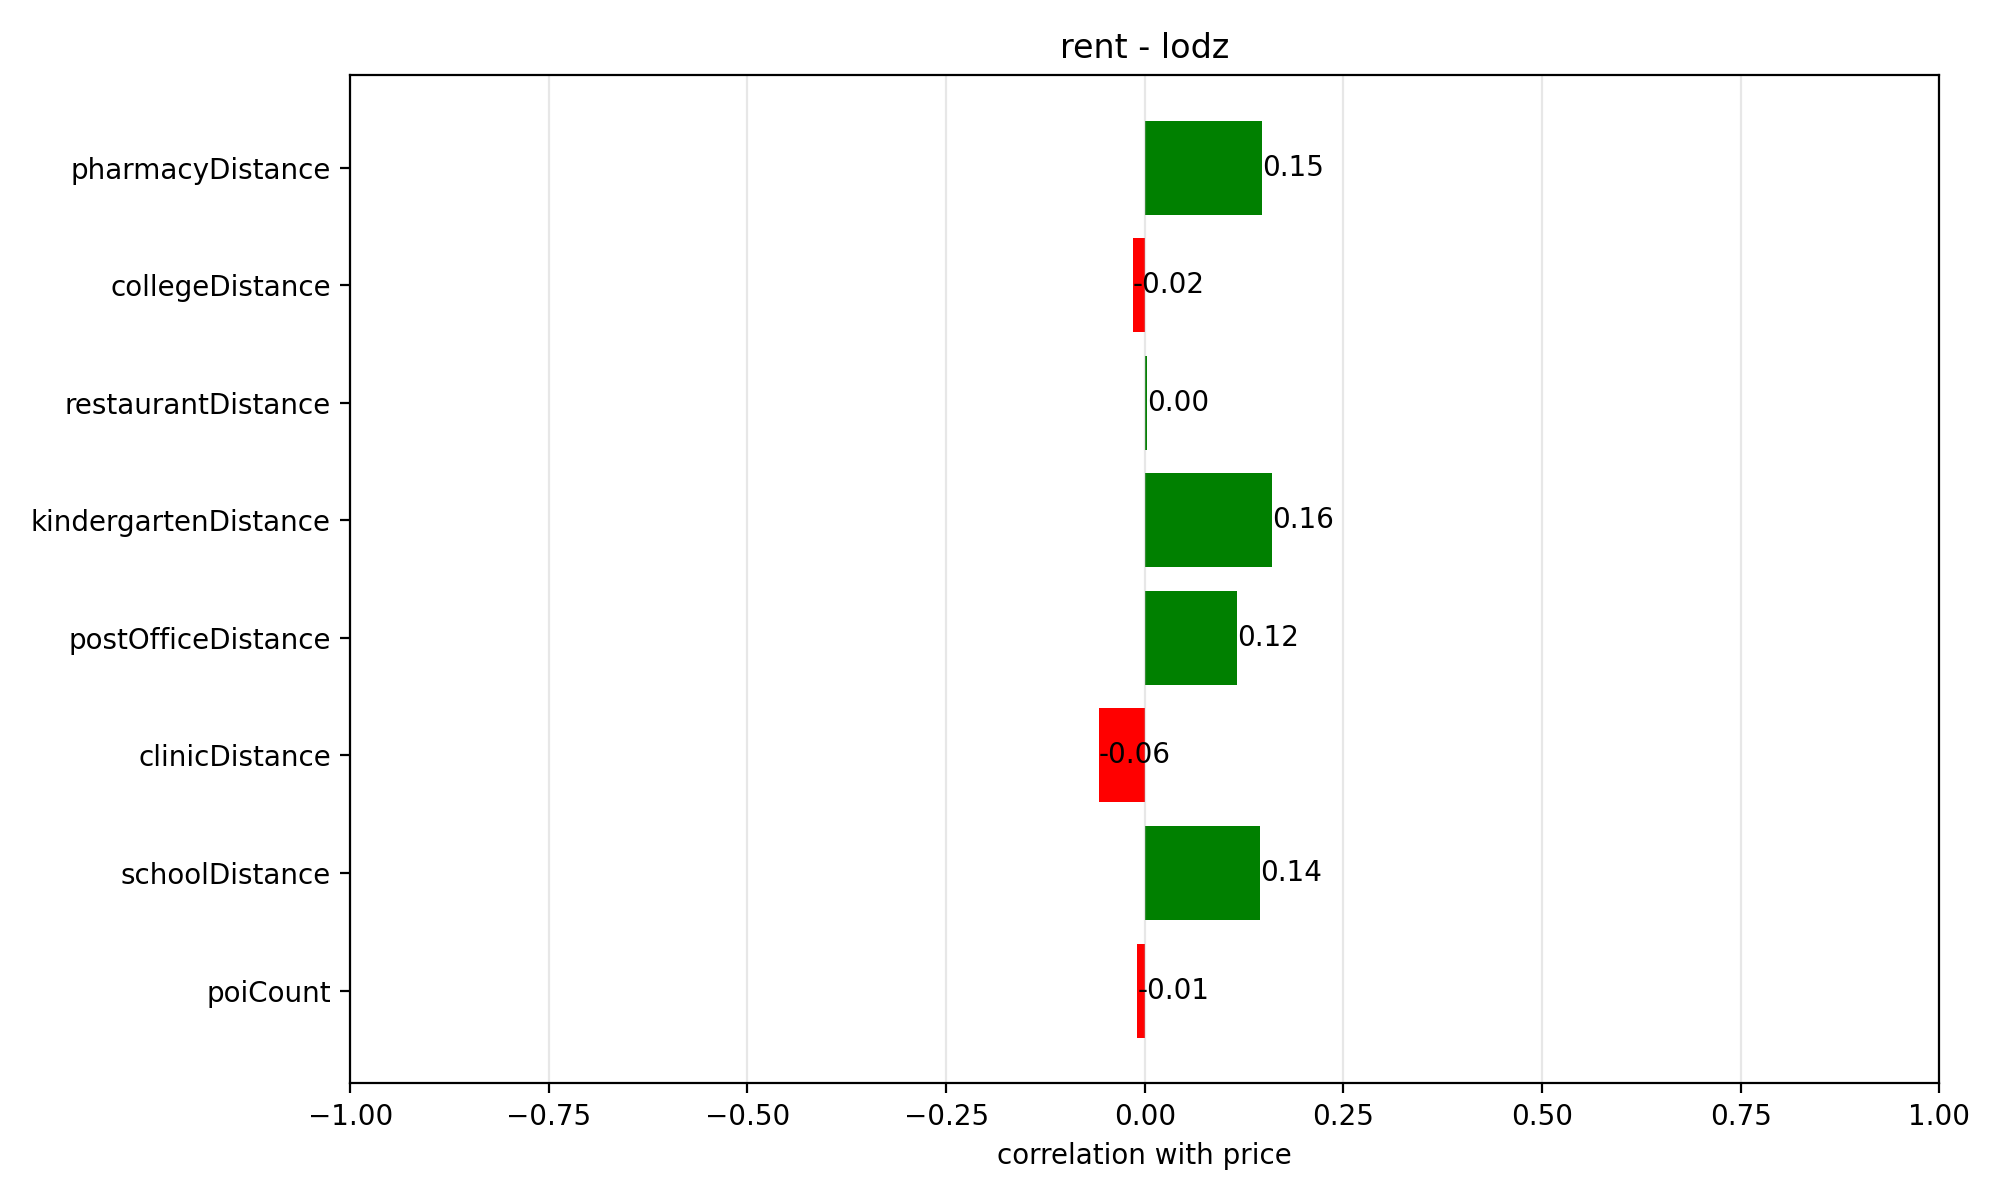 rent - lodz
pharmacyDistance
0.15
collegeDistance
-0.02
restaurantDistance
0.00
kindergartenDistance
0.16
postOfficeDistance
0.12
clinicDistance
-0.06
schoolDistance
0.14
poiCount
-0.01
−1.00 −0.75 −0.50 −0.25 0.00 0.25 0.50 0.75 1.00
correlation with price